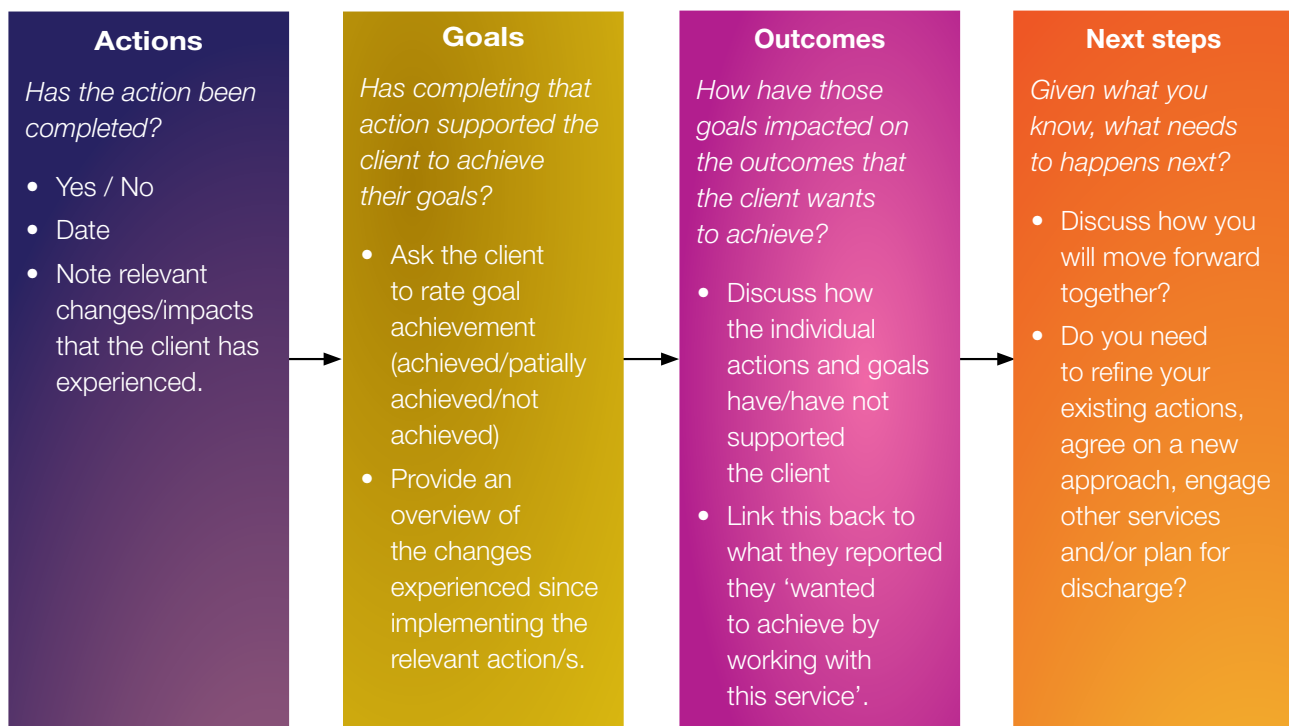 Actions
Has the action been
completed?
• Yes / No
• Date
• Note relevant
changes/impacts
that the client has
experienced.
Goals
Has completing that
action supported the
client to achieve
their goals?
• Ask the client
to rate goal
achievement
(achieved/patially
achieved/not
achieved)
• Provide an
overview of
the changes
experienced since
implementing the
relevant action/s.
Outcomes
How have those
goals impacted on
the outcomes that
the client wants
to achieve?
• Discuss how
the individual
actions and goals
have/have not
supported
the client
• Link this back to
what they reported
they ‘wanted
to achieve by
working with
this service’.
Next steps
Given what you
know, what needs
to happens next?
• Discuss how you
will move forward
together?
• Do you need
to refine your
existing actions,
agree on a new
approach, engage
other services
and/or plan for
discharge?